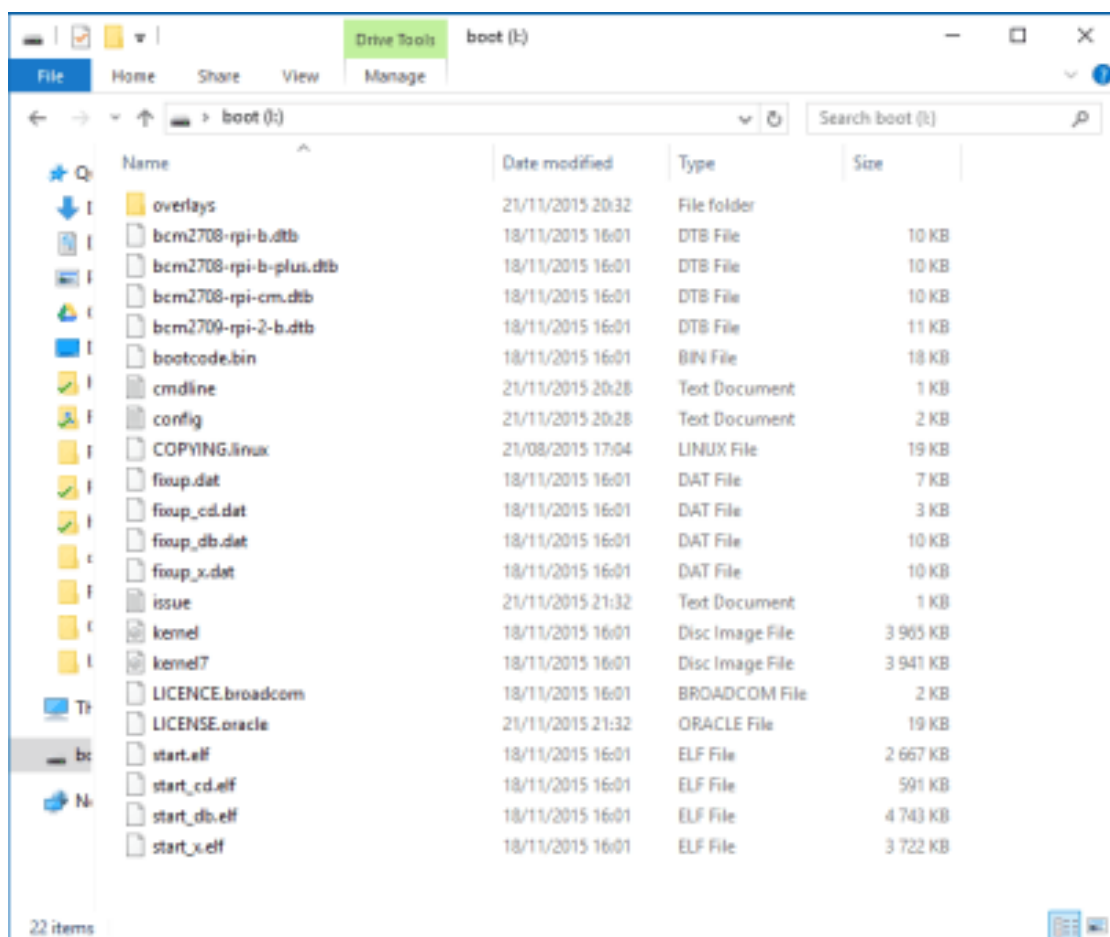 Drive Tools boot (I:)
File Home Share View Manage
boot (I:) Search boot (I:)
Name Date modified Type Size
overlays 21/11/2015 20:32 File folder
bcm2708-rpi-b.dtb 18/11/2015 16:01 DTB File 10 KB
bcm2708-rpi-b-plus.dtb 18/11/2015 16:01 DTB File 10 KB
bcm2708-rpi-cm.dtb 18/11/2015 16:01 DTB File 10 KB
bcm2709-rpi-2-b.dtb 18/11/2015 16:01 DTB File 11 KB
bootcode.bin 18/11/2015 16:01 BIN File 18 KB
cmdline 21/11/2015 20:28 Text Document 1 KB
config 21/11/2015 20:28 Text Document 2 KB
COPYING.linux 21/08/2015 17:04 LINUX File 19 KB
fixup.dat 18/11/2015 16:01 DAT File 7 KB
fixup_cd.dat 18/11/2015 16:01 DAT File 3 KB
fixup_db.dat 18/11/2015 16:01 DAT File 10 KB
fixup_x.dat 18/11/2015 16:01 DAT File 10 KB
issue 21/11/2015 21:32 Text Document 1 KB
kernel 18/11/2015 16:01 Disc Image File 3 965 KB
kernel7 18/11/2015 16:01 Disc Image File 3 941 KB
LICENCE.broadcom 18/11/2015 16:01 BROADCOM File 2 KB
LICENSE.oracle 21/11/2015 21:32 ORACLE File 19 KB
start.elf 18/11/2015 16:01 ELF File 2 667 KB
start_cd.elf 18/11/2015 16:01 ELF File 591 KB
start_db.elf 18/11/2015 16:01 ELF File 4 743 KB
start_x.elf 18/11/2015 16:01 ELF File 3 722 KB
22 items